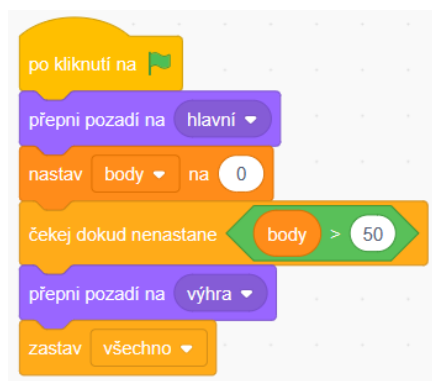 po kliknutí na
přepni pozadí na hlavní
nastav body na 0
čekej dokud nenastane body > 50
přepni pozadí na výhra
zastav všechno